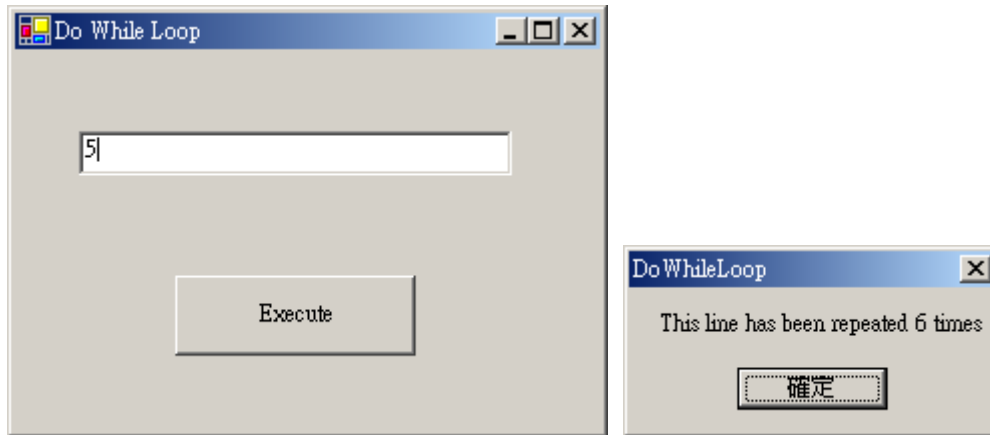 Do While Loop
5
Execute
DoWhileLoop
This line has been repeated 6 times
確定